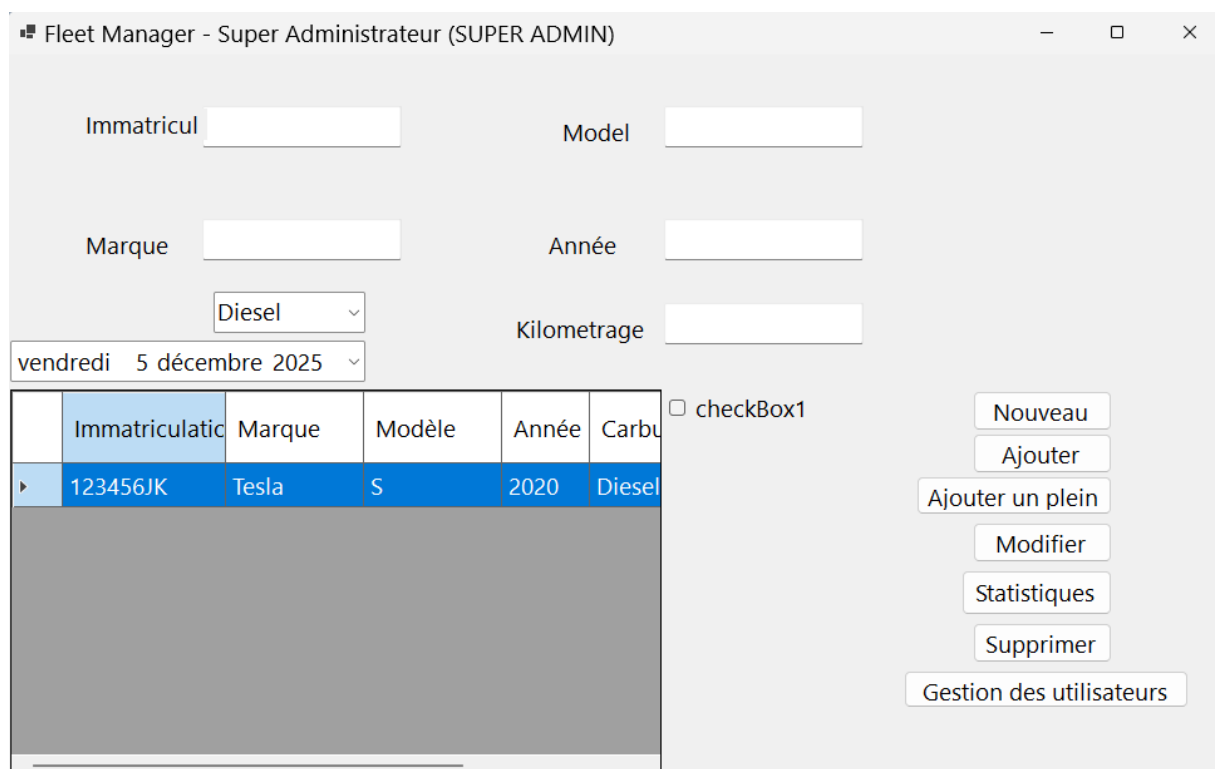 Fleet Manager - Super Administrateur (SUPER ADMIN)
Immatricul
Model
Marque
Année
Diesel
Kilometrage
vendredi 5 décembre 2025
Immatriculatic Marque Modèle Année Carbu
123456JK Tesla S 2020 Diesel
checkBox1
Nouveau
Ajouter
Ajouter un plein
Modifier
Statistiques
Supprimer
Gestion des utilisateurs